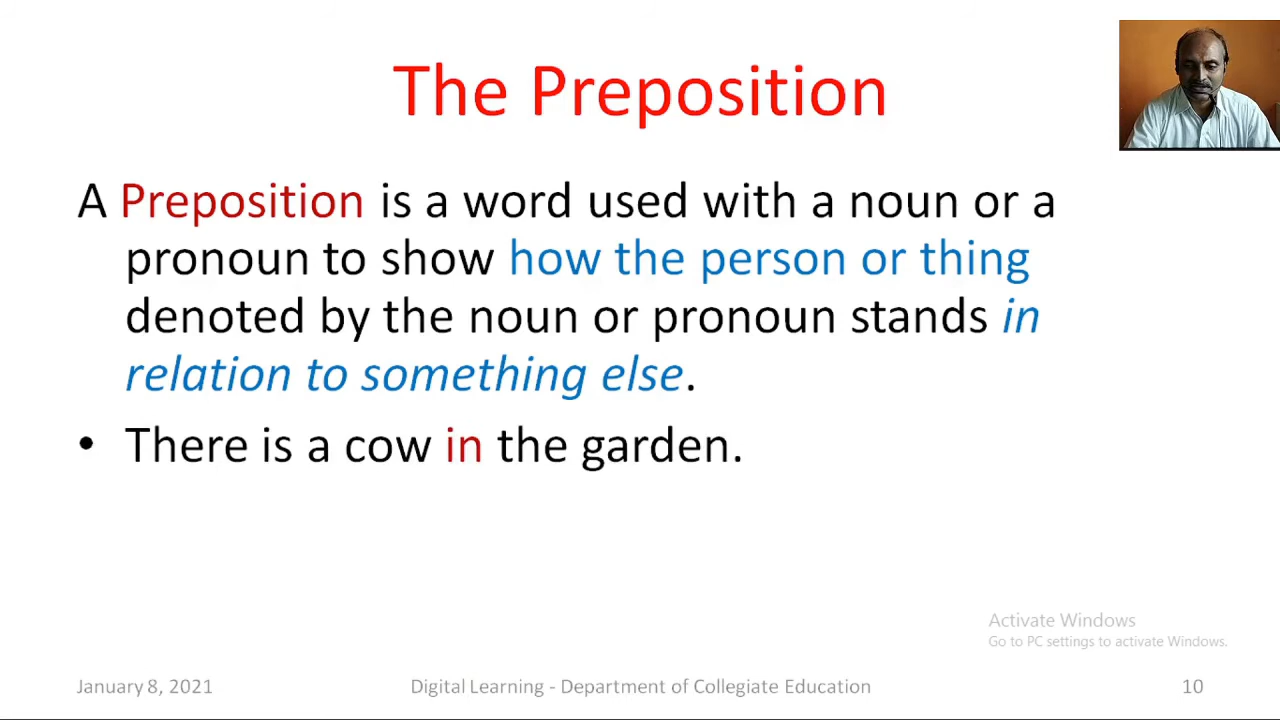 The Preposition
A Preposition is a word used with a noun or a
pronoun to show how the person or thing
denoted by the noun or pronoun stands in
relation to something else.
• There is a cow in the garden.
Activate Windows
Go to PC settings to activate Windows.
January 8, 2021 Digital Learning - Department of Collegiate Education 10